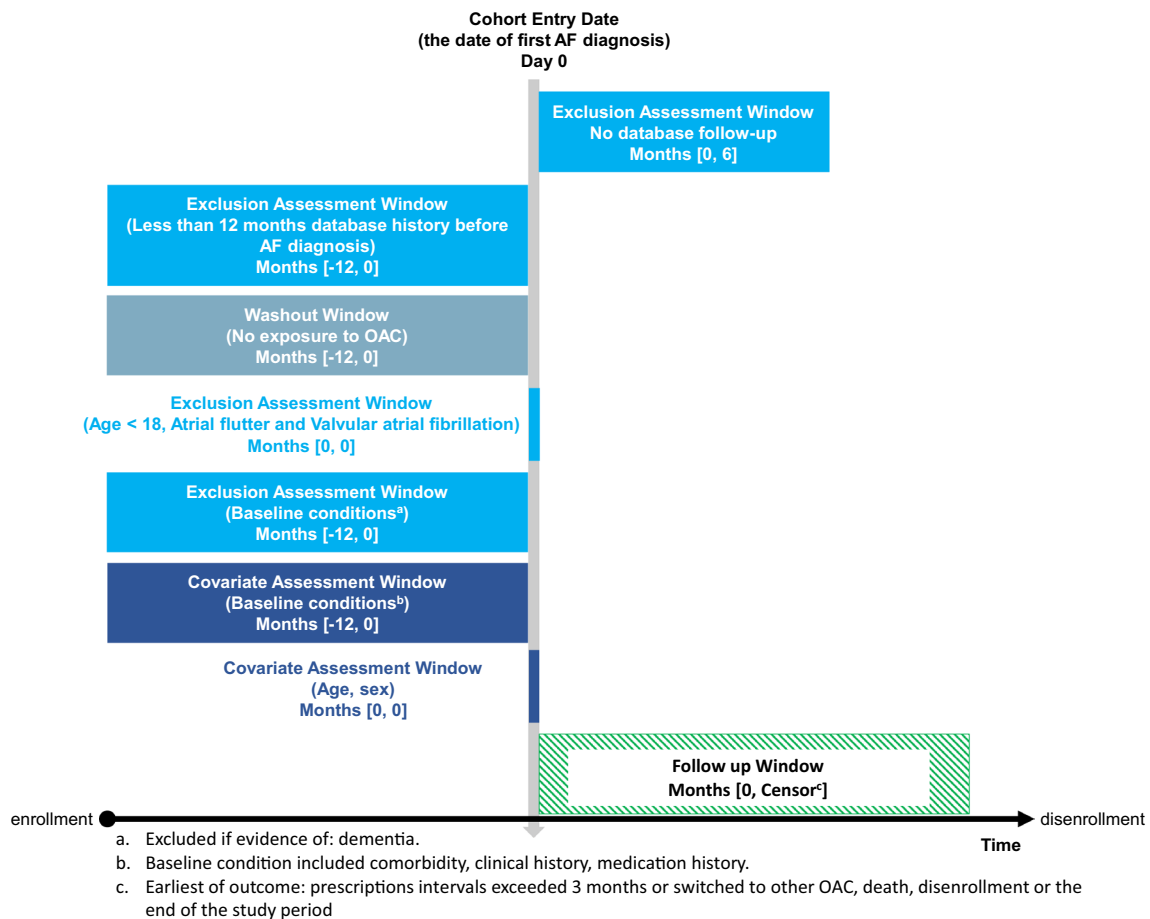 Cohort Entry Date
(the date of first AF diagnosis)
Day 0
Exclusion Assessment Window
No database follow-up
Months [0, 6]
Exclusion Assessment Window
(Less than 12 months database history before
AF diagnosis)
Months [-12, 0]
Washout Window
(No exposure to OAC)
Months [-12, 0]
Exclusion Assessment Window
(Age < 18, Atrial flutter and Valvular atrial fibrillation)
Months [0, 0]
Exclusion Assessment Window
(Baseline conditionsᵃ)
Months [-12, 0]
Covariate Assessment Window
(Baseline conditionsᵇ)
Months [-12, 0]
Covariate Assessment Window
(Age, sex)
Months [0, 0]
Follow up Window
Months [0, Censorᶜ]
enrollment
disenrollment
Time
a. Excluded if evidence of: dementia.
b. Baseline condition included comorbidity, clinical history, medication history.
c. Earliest of outcome: prescriptions intervals exceeded 3 months or switched to other OAC, death, disenrollment or the
end of the study period